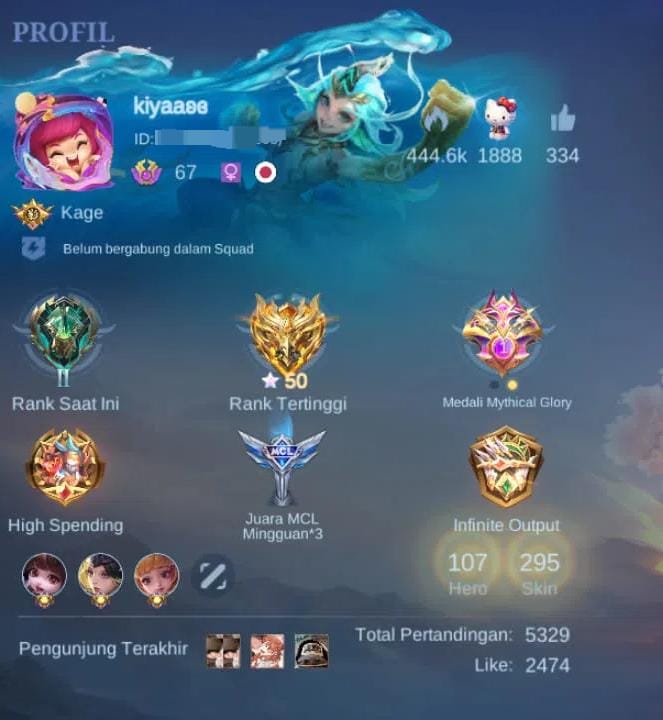 PROFIL
kiyaaee
ID:
444.6k 1888 334
67
Kage
Belum bergabung dalam Squad
II
50
Rank Saat Ini
Rank Tertinggi
1
Medali Mythical Glory
High Spending
MCL
Juara MCL
Mingguan*3
Infinite Output
107 295
Hero Skin
Pengunjung Terakhir
Total Pertandingan: 5329
Like: 2474